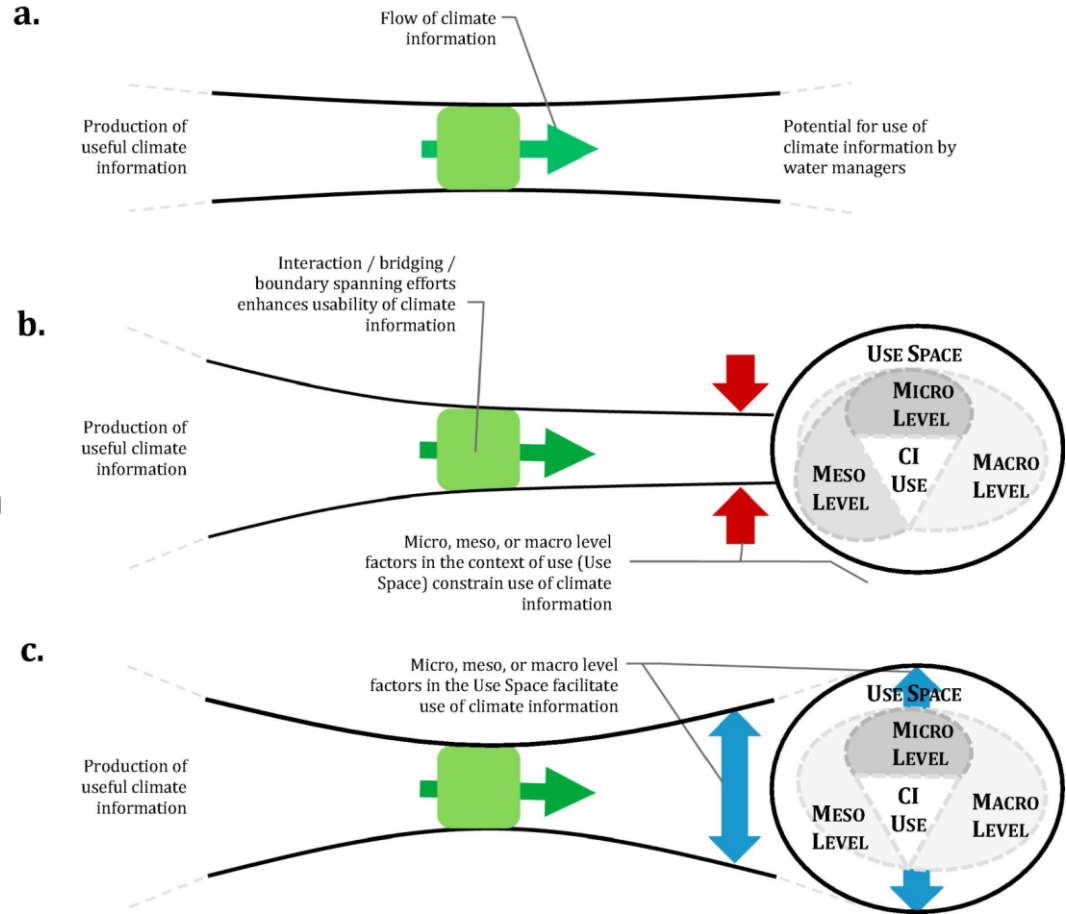 a.
Flow of climate
information
Production of
useful climate
information
Potential for use of
climate information by
water managers
Interaction / bridging /
boundary spanning efforts
enhances usability of climate
information
b.
Production of
useful climate
information
USE SPACE
MICRO
LEVEL
CI
USE
MESO
LEVEL
MACRO
LEVEL
Micro, meso, or macro level
factors in the context of use (Use
Space) constrain use of climate
information
c.
Micro, meso, or macro level
factors in the Use Space facilitate
use of climate information
Production of
useful climate
information
USE SPACE
MICRO
LEVEL
CI
USE
MESO
LEVEL
MACRO
LEVEL